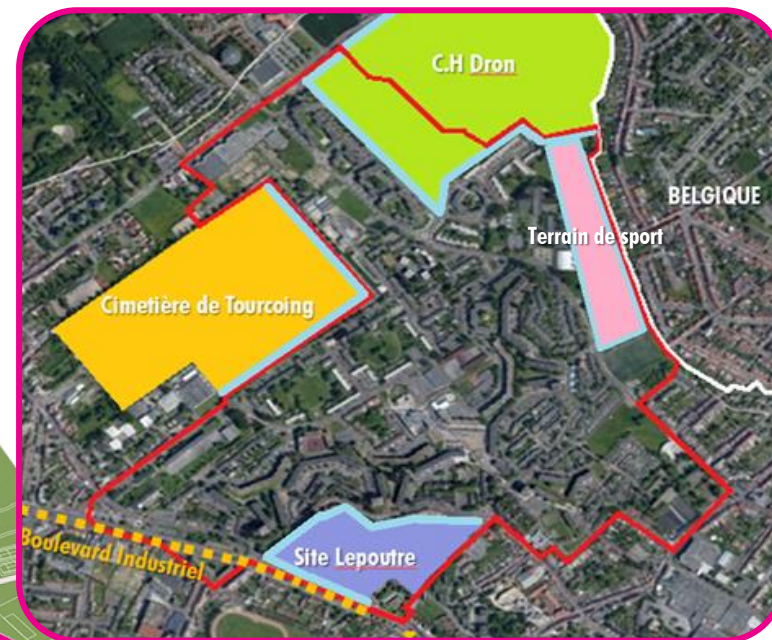 C.H Dron
BELGIQUE
Terrain de sport
Cimetière de Tourcoing
Boulevard Industriel
Site Lepoutre